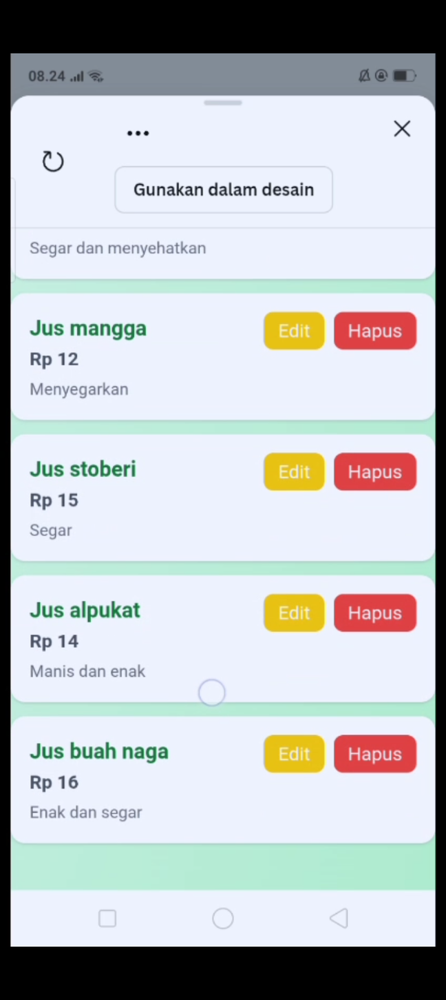 08.24
Gunakan dalam desain
Segar dan menyehatkan
Jus mangga
Edit
Hapus
Rp 12
Menyegarkan
Jus stoberi
Edit
Hapus
Rp 15
Segar
Jus alpukat
Edit
Hapus
Rp 14
Manis dan enak
Jus buah naga
Edit
Hapus
Rp 16
Enak dan segar